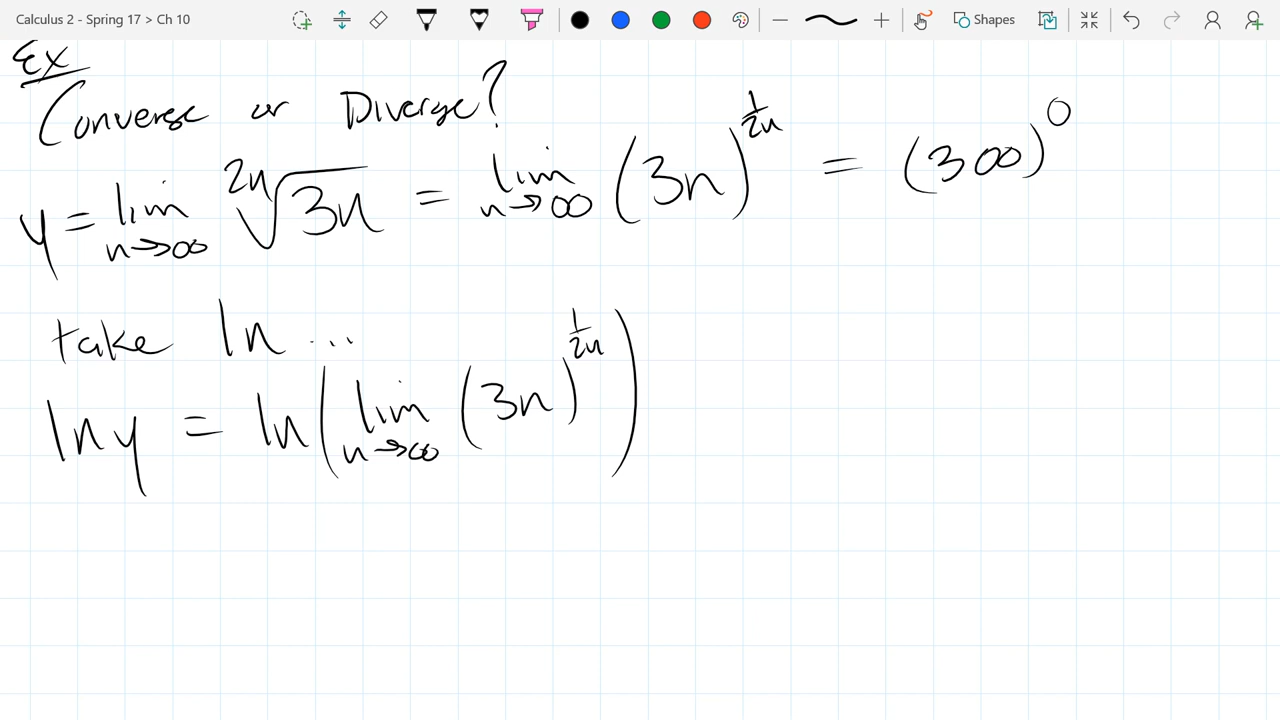 Calculus 2 - Spring 17 > Ch 10
Shapes
Ex
Converse or Diverge?
y = lim n→∞ ²ⁿ√3n = lim n→∞ (3n)^(1/2n) = (3∞)^0
take ln ...
ln y = ln(lim n→∞ (3n)^(1/2n))